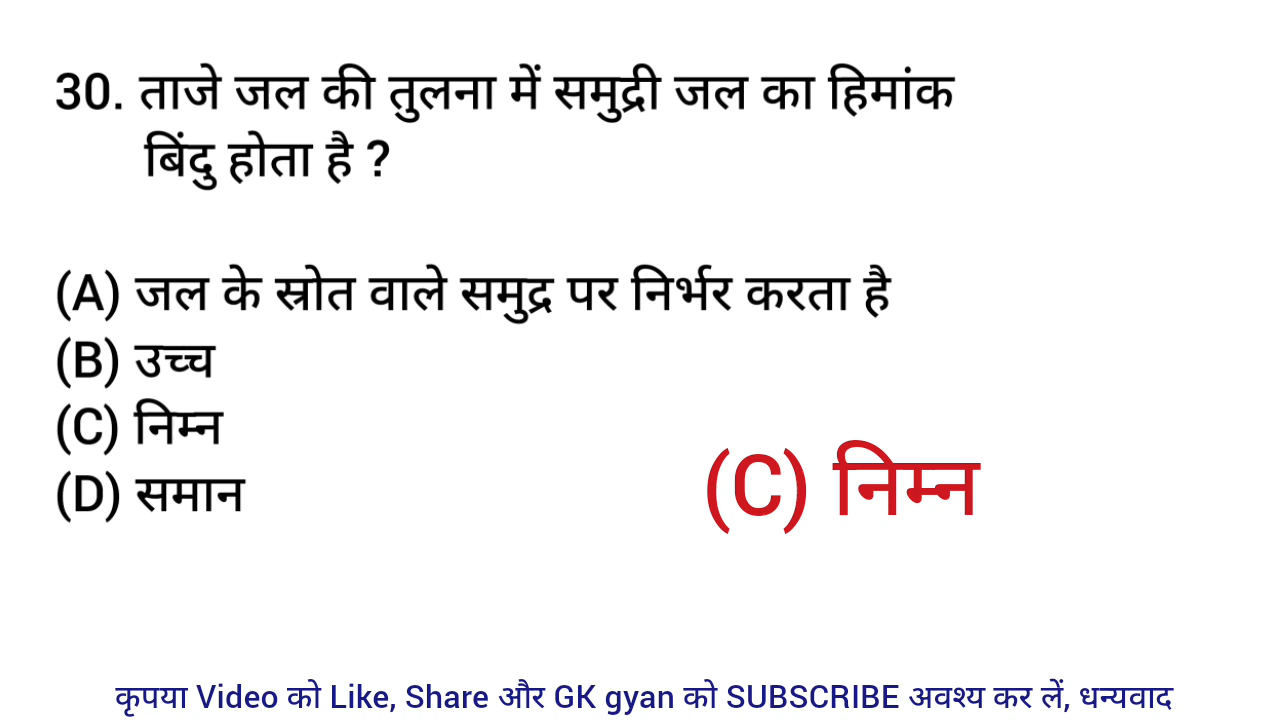 30. ताजे जल की तुलना में समुद्री जल का हिमांक
बिंदु होता है ?
(A) जल के स्रोत वाले समुद्र पर निर्भर करता है
(B) उच्च
(C) निम्न
(D) समान
(C) निम्न
कृपया Video को Like, Share और GK gyan को SUBSCRIBE अवश्य कर लें, धन्यवाद